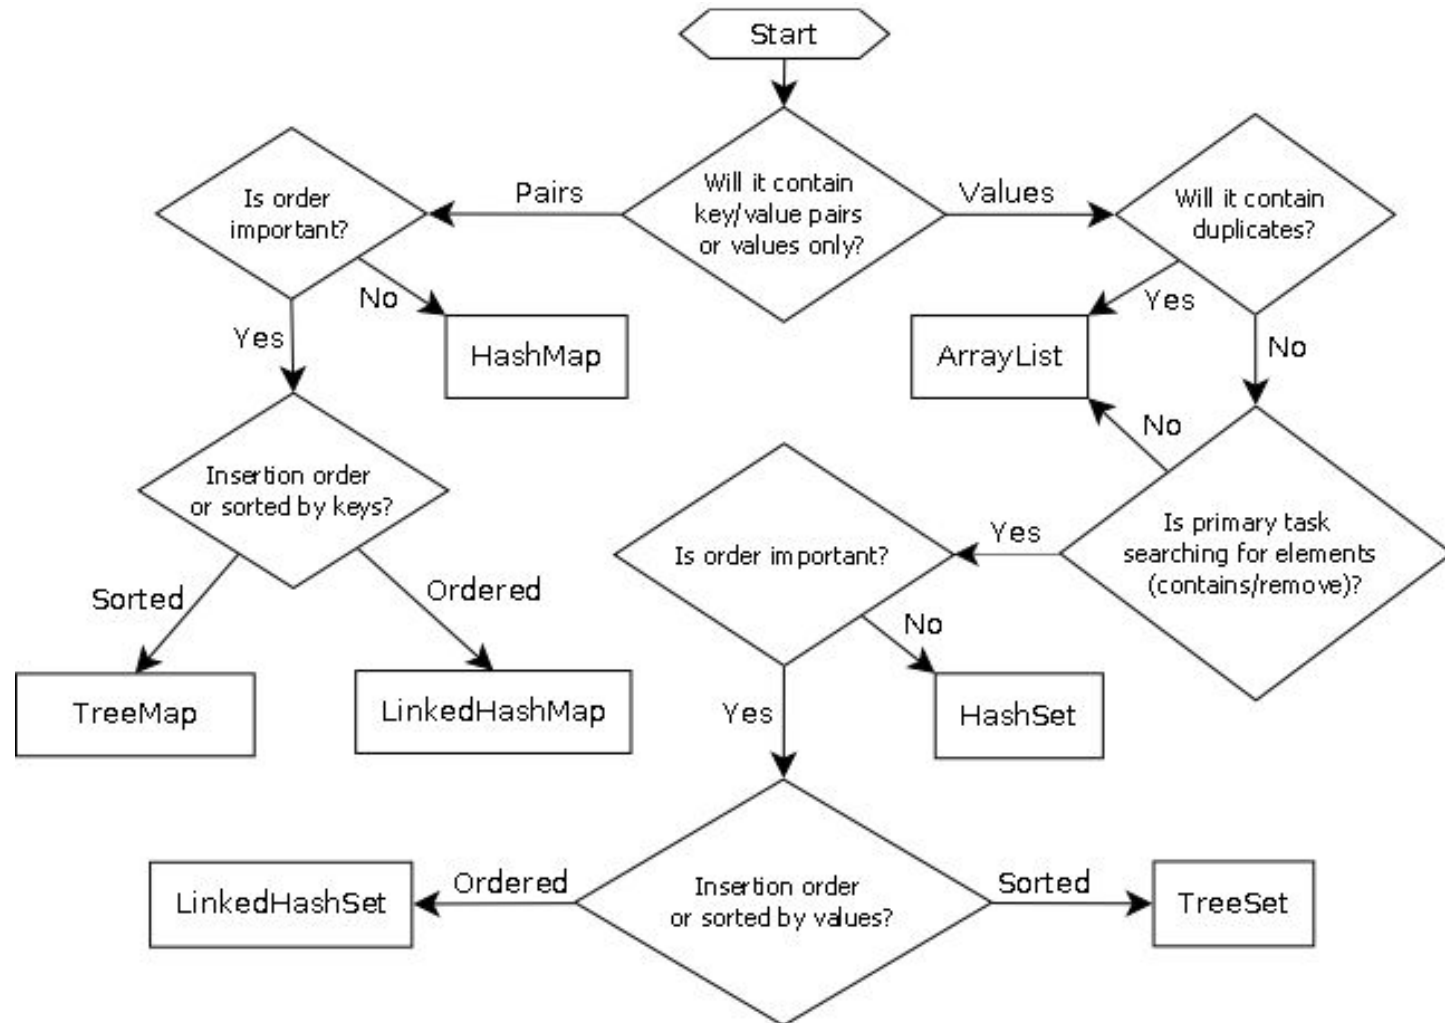 Start
Will it contain
key/value pairs
or values only?
Pairs
Values
Is order
important?
Will it contain
duplicates?
No
Yes
HashMap
Yes
ArrayList
No
No
Insertion order
or sorted by keys?
Sorted
Ordered
TreeMap
LinkedHashMap
Is primary task
searching for elements
(contains/remove)?
Yes
Is order important?
No
HashSet
Yes
Insertion order
or sorted by values?
Ordered
LinkedHashSet
Sorted
TreeSet